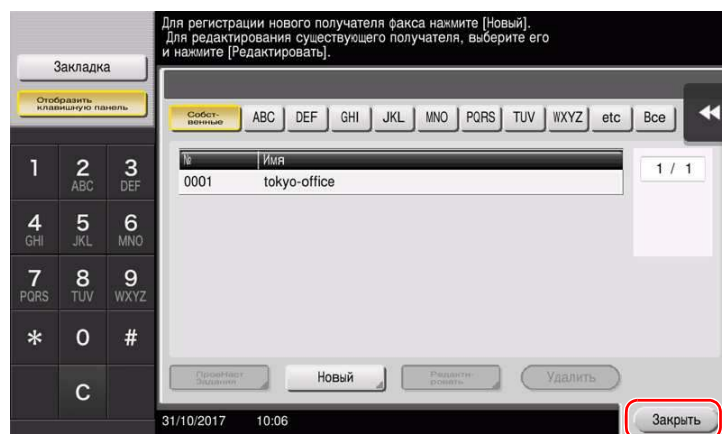 Для регистрации нового получателя факса нажмите [Новый].
Для редактирования существующего получателя, выберите его
и нажмите [Редактировать].
Закладка
Отобразить
клавишную панель
Собст-
венные ABC DEF GHI JKL MNO PQRS TUV WXYZ etc Все
№ Имя
0001 tokyo-office
1 / 1
1 2 ABC 3 DEF
4 GHI 5 JKL 6 MNO
7 PQRS 8 TUV 9 WXYZ
* 0 #
C
Задания
Новый
Редакти-
ровать
Удалить
31/10/2017 10:06
Закрыть